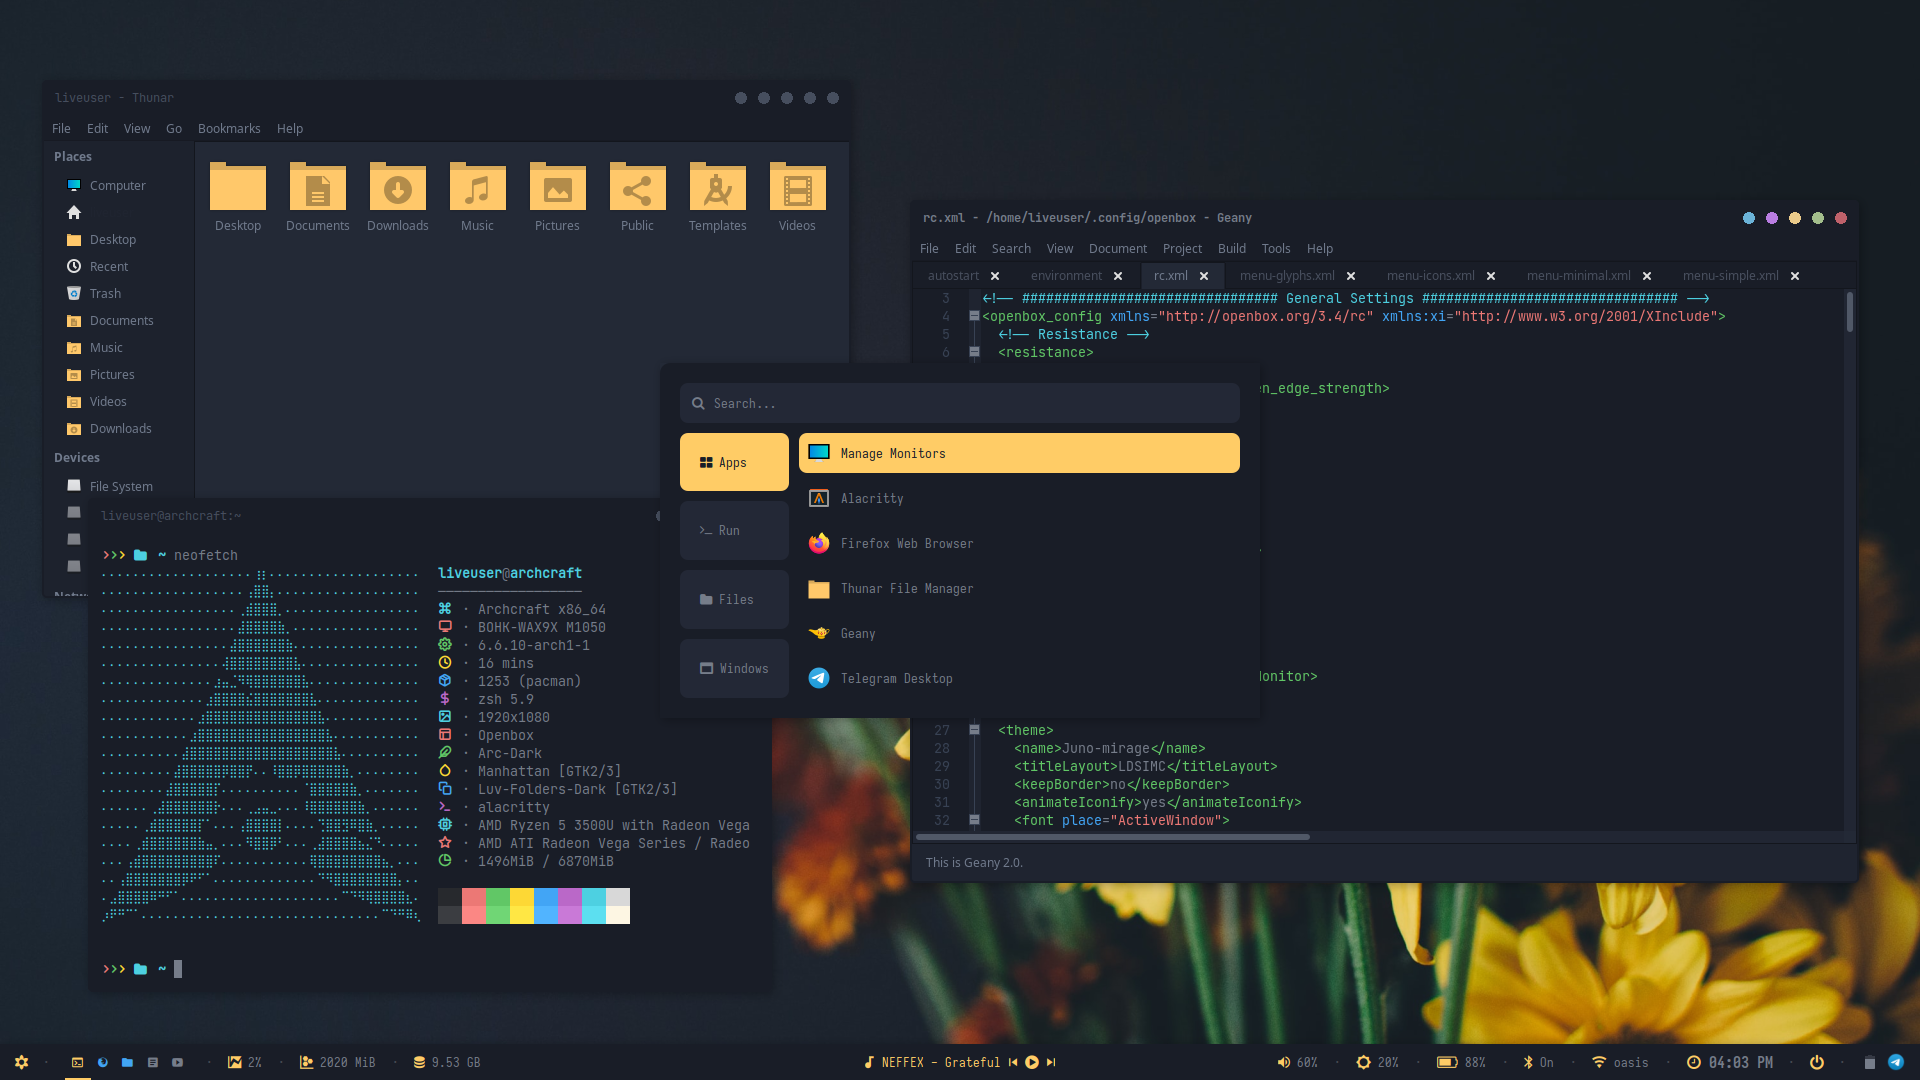 liveuser - Thunar
File Edit View Go Bookmarks Help
Places
Computer
Desktop
Recent
Trash
Documents
Music
Pictures
Videos
Downloads
Devices
File System
Desktop Documents Downloads Music Pictures Public Templates Videos
rc.xml - /home/liveuser/.config/openbox - Geany
File Edit Search View Document Project Build Tools Help
autostart environment rc.xml menu-glyphs.xml menu-icons.xml menu-minimal.xml menu-simple.xml
3 <!-- ################################ General Settings ################################ -->
4 <openbox_config xmlns="http://openbox.org/3.4/rc" xmlns:xi="http://www.w3.org/2001/XInclude">
5 <!-- Resistance -->
6 <resistance>
n_edge_strength>
onitor>
27 <theme>
28 <name>Juno-mirage</name>
29 <titleLayout>LDSIMC</titleLayout>
30 <keepBorder>no</keepBorder>
31 <animateIconify>yes</animateIconify>
32 <font place="ActiveWindow">
This is Geany 2.0.
Search...
Apps
Run
Files
Windows
Manage Monitors
Alacritty
Firefox Web Browser
Thunar File Manager
Geany
Telegram Desktop
liveuser@archcraft:~
>>> ~ neofetch
liveuser@archcraft
· Archcraft x86_64
· BOHK-WAX9X M1050
· 6.6.10-arch1-1
· 16 mins
· 1253 (pacman)
· zsh 5.9
· 1920x1080
· Openbox
· Arc-Dark
· Manhattan [GTK2/3]
· Luv-Folders-Dark [GTK2/3]
· alacritty
· AMD Ryzen 5 3500U with Radeon Vega
· AMD ATI Radeon Vega Series / Radeo
· 1496MiB / 6870MiB
>>> ~
2% · 2020 MiB · 9.53 GB
NEFFEX - Grateful
60% · 20% · 88% · On · oasis · 04:03 PM